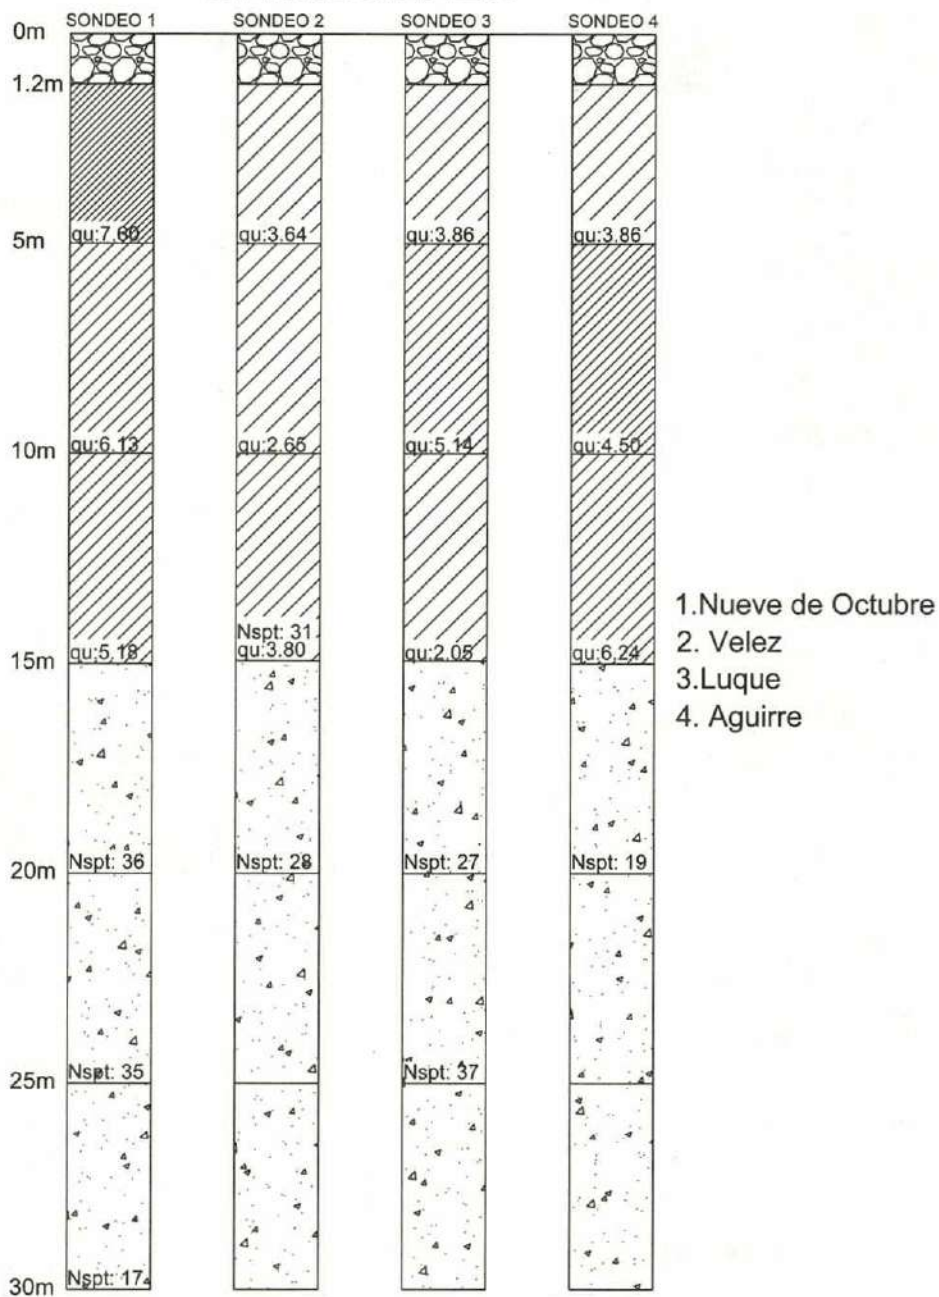 SONDEO 1 SONDEO 2 SONDEO 3 SONDEO 4
0m
1.2m
qu:7.60 qu:3.64 qu:3.86 qu:3.86
5m
qu:6.13 qu:2.65 qu:5.14 qu:4.50
10m
Nspt: 31
qu:5.18 qu:3.80 qu:2.05 qu:6.24
15m
1.Nueve de Octubre
2. Velez
3.Luque
4. Aguirre
Nspt: 36 Nspt: 28 Nspt: 27 Nspt: 19
20m
Nspt: 35 Nspt: 37
25m
Nspt: 17
30m